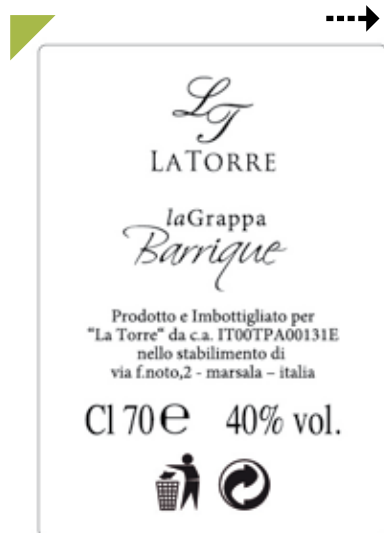 LT
LATORRE
laGrappa
Barrique
Prodotto e Imbottigliato per
"La Torre" da c.a. IT00TPA00131E
nello stabilimento di
via f.noto,2 - marsala – italia
Cl 70 ℮ 40% vol.